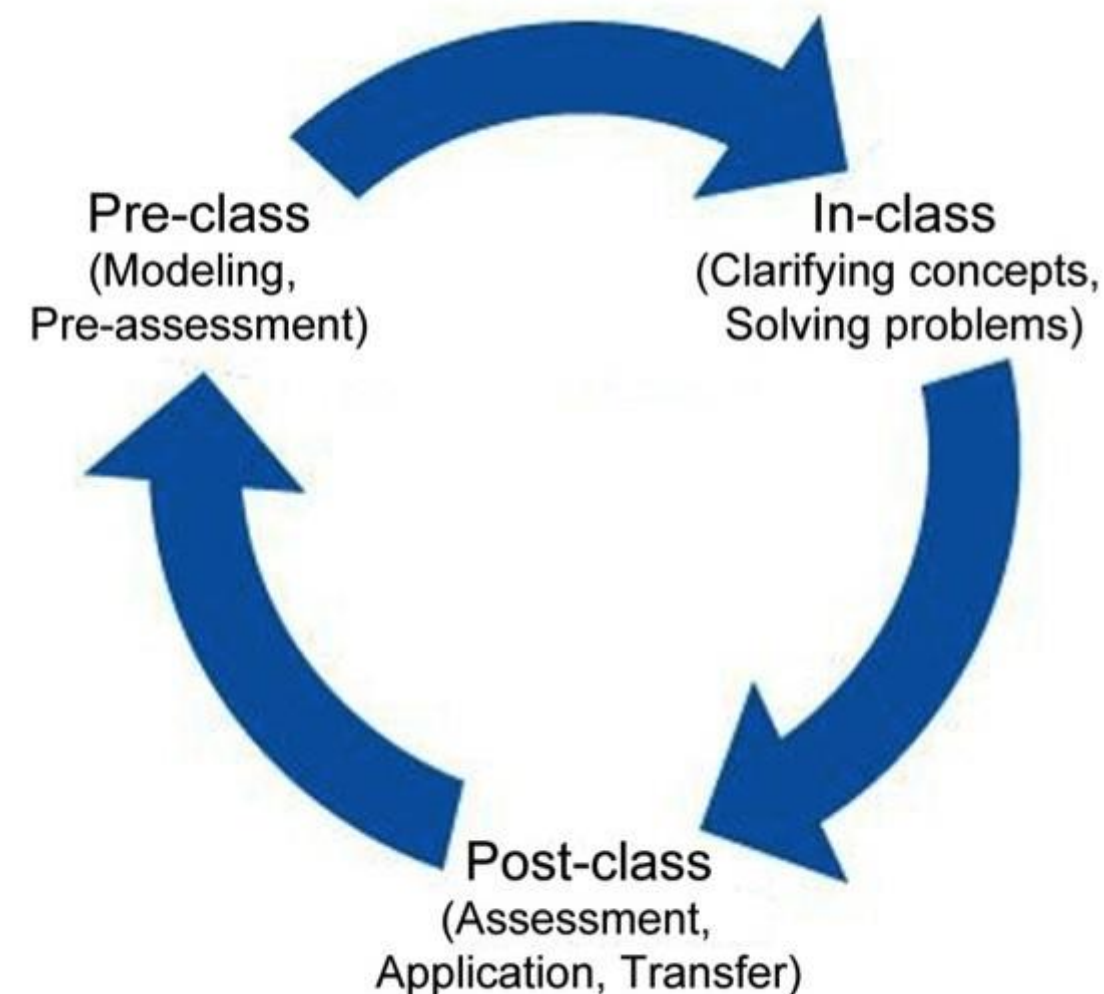 Pre-class
(Modeling,
Pre-assessment)
In-class
(Clarifying concepts,
Solving problems)
Post-class
(Assessment,
Application, Transfer)